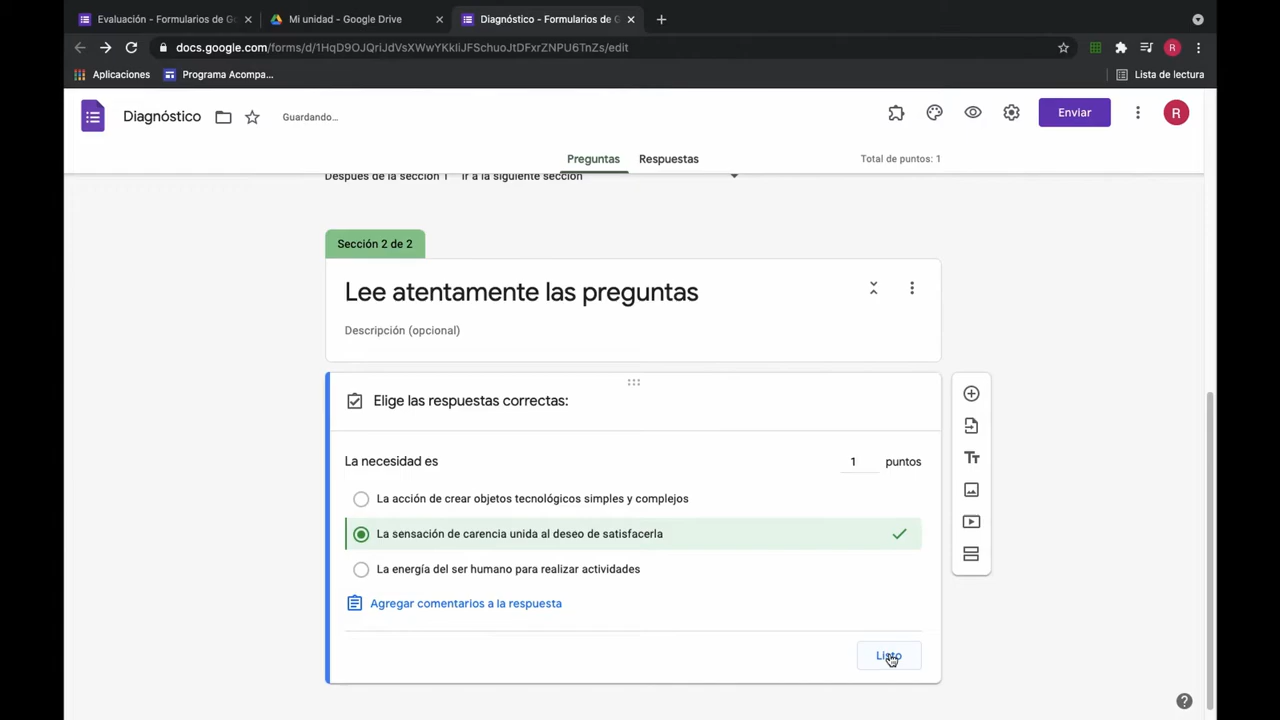 Evaluación - Formularios de Go
Mi unidad - Google Drive
Diagnóstico - Formularios de G
docs.google.com/forms/d/1HqD9OJQriJdVsXWwYKkliJFSchuoJtDFxrZNPU6TnZs/edit
R
Aplicaciones
Programa Acompa...
Lista de lectura
Diagnóstico
Guardando...
Enviar
R
Preguntas
Respuestas
Total de puntos: 1
Después de la sección 1
Ir a la siguiente sección
Sección 2 de 2
Lee atentamente las preguntas
Descripción (opcional)
Elige las respuestas correctas:
La necesidad es
1 puntos
La acción de crear objetos tecnológicos simples y complejos
La sensación de carencia unida al deseo de satisfacerla
La energía del ser humano para realizar actividades
Agregar comentarios a la respuesta
Listo